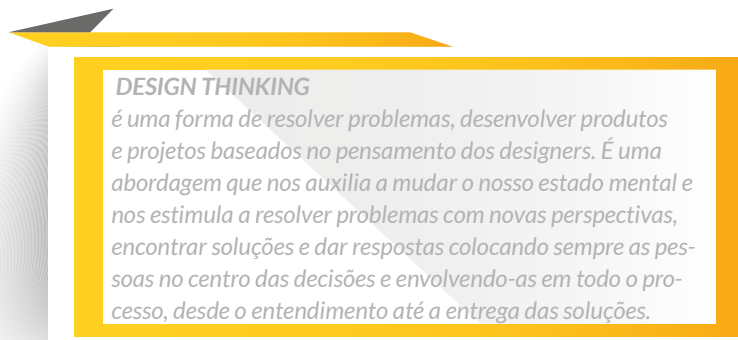 DESIGN THINKING
é uma forma de resolver problemas, desenvolver produtos
e projetos baseados no pensamento dos designers. É uma
abordagem que nos auxilia a mudar o nosso estado mental e
nos estimula a resolver problemas com novas perspectivas,
encontrar soluções e dar respostas colocando sempre as pes-
soas no centro das decisões e envolvendo-as em todo o pro-
cesso, desde o entendimento até a entrega das soluções.